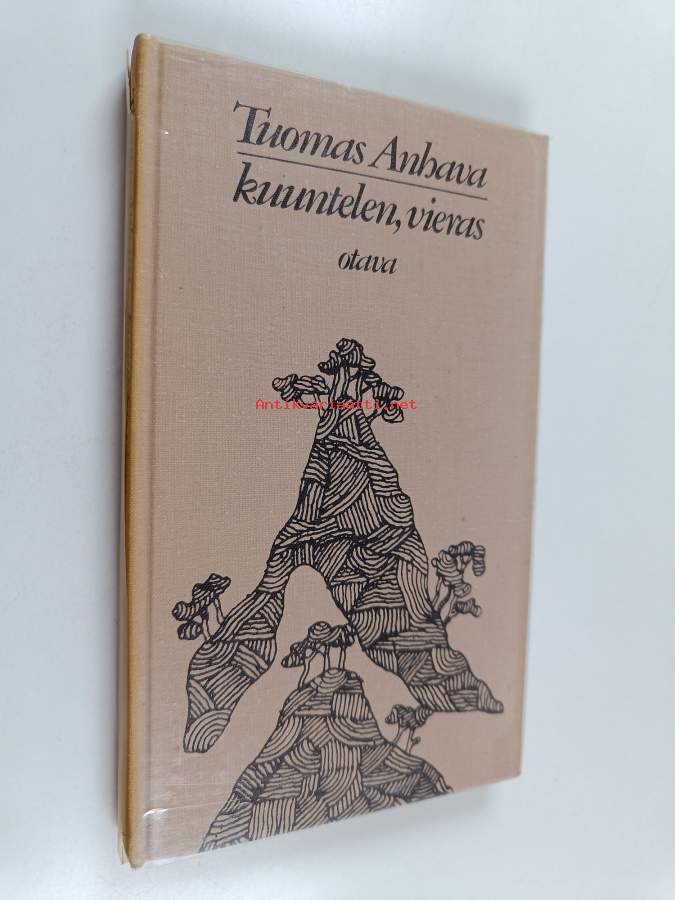 Tuomas Anhava
kuuntelen, vieras
otava
Antikvariaatti.net